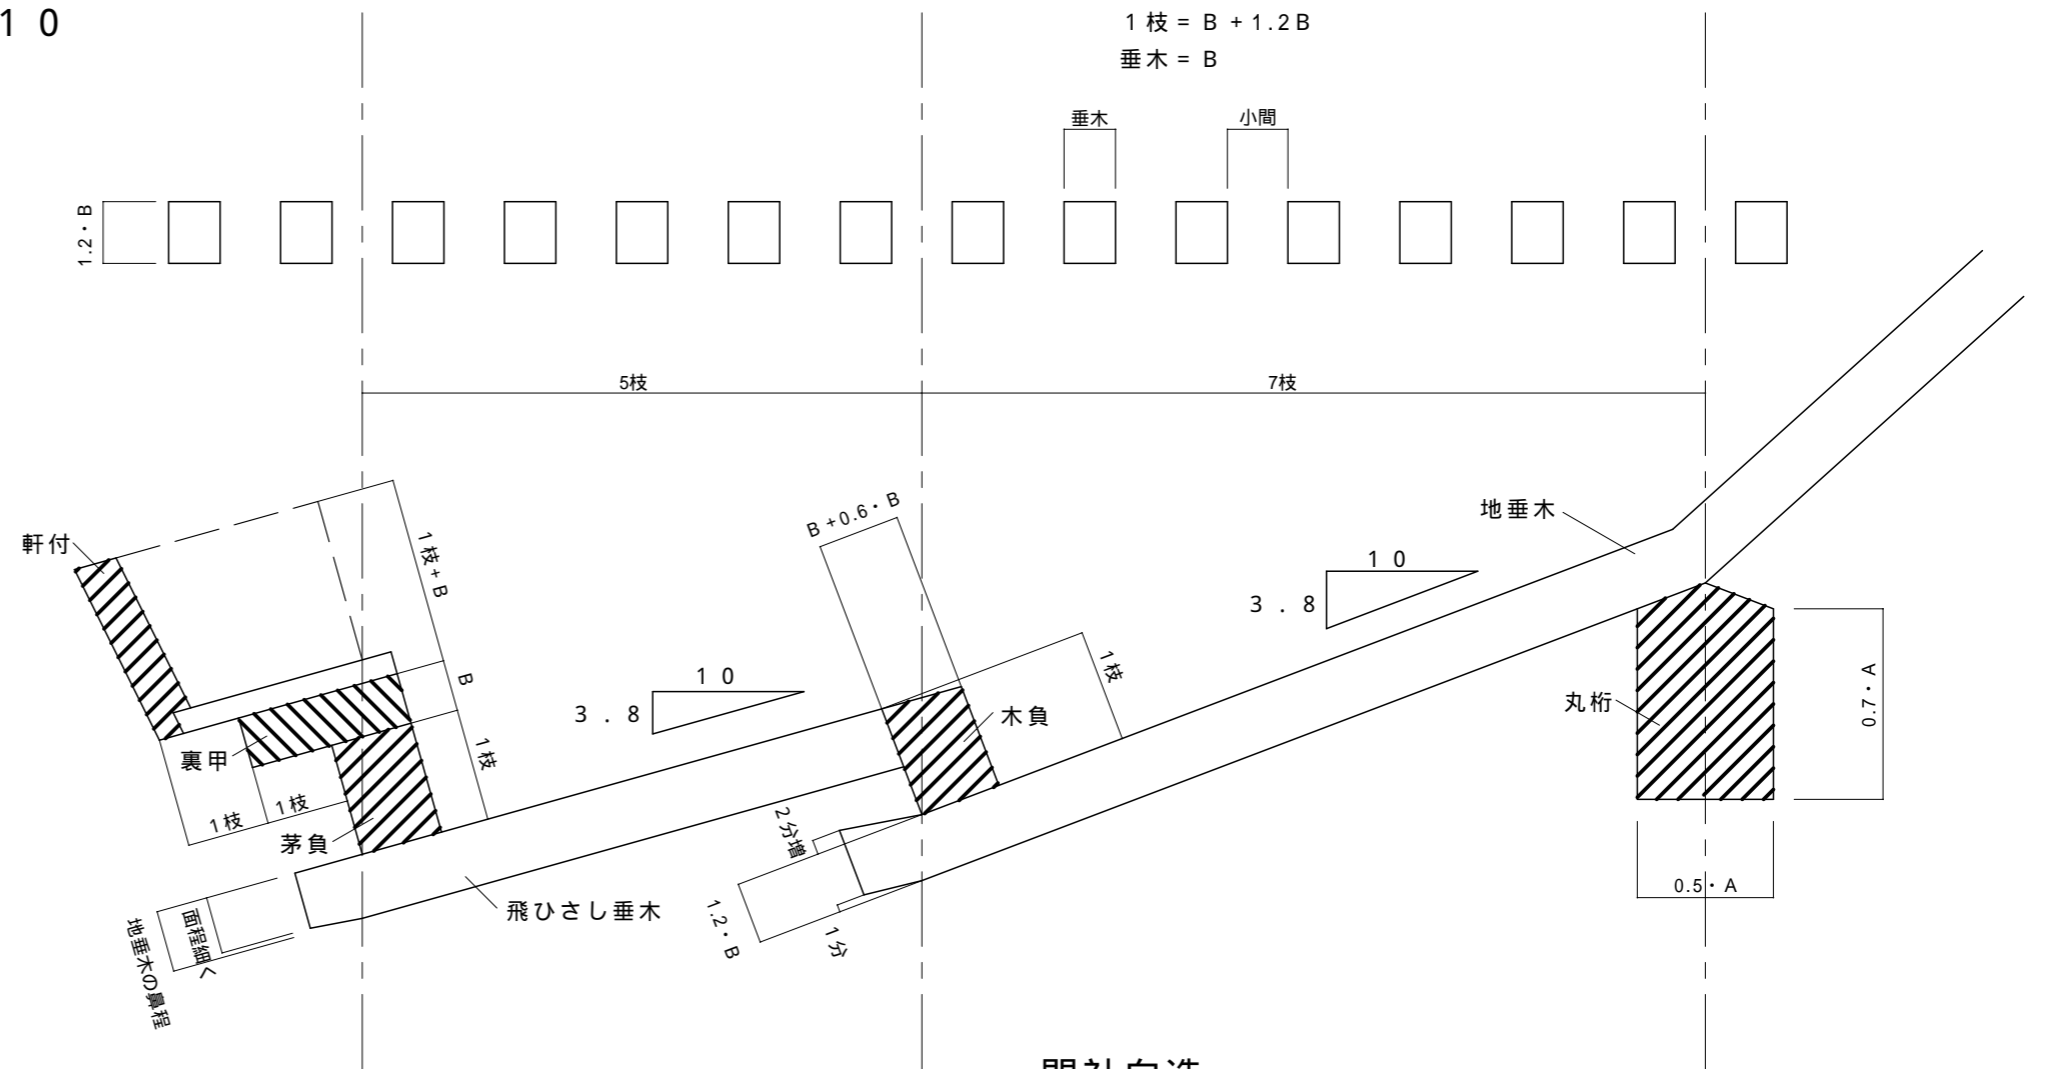 10
1枝 = B + 1.2B
垂木 = B
垂木
小間
1.2・B
5枝
7枝
軒付
1枝+B
B
1枝
裏甲
1枝
1枝
茅負
10
3.8
B+0.6・B
1枝
木負
10
3.8
地垂木
丸桁
0.7・A
0.5・A
飛ひさし垂木
2分増
1.2・B
1分
面程細へ
地垂木の鼻程